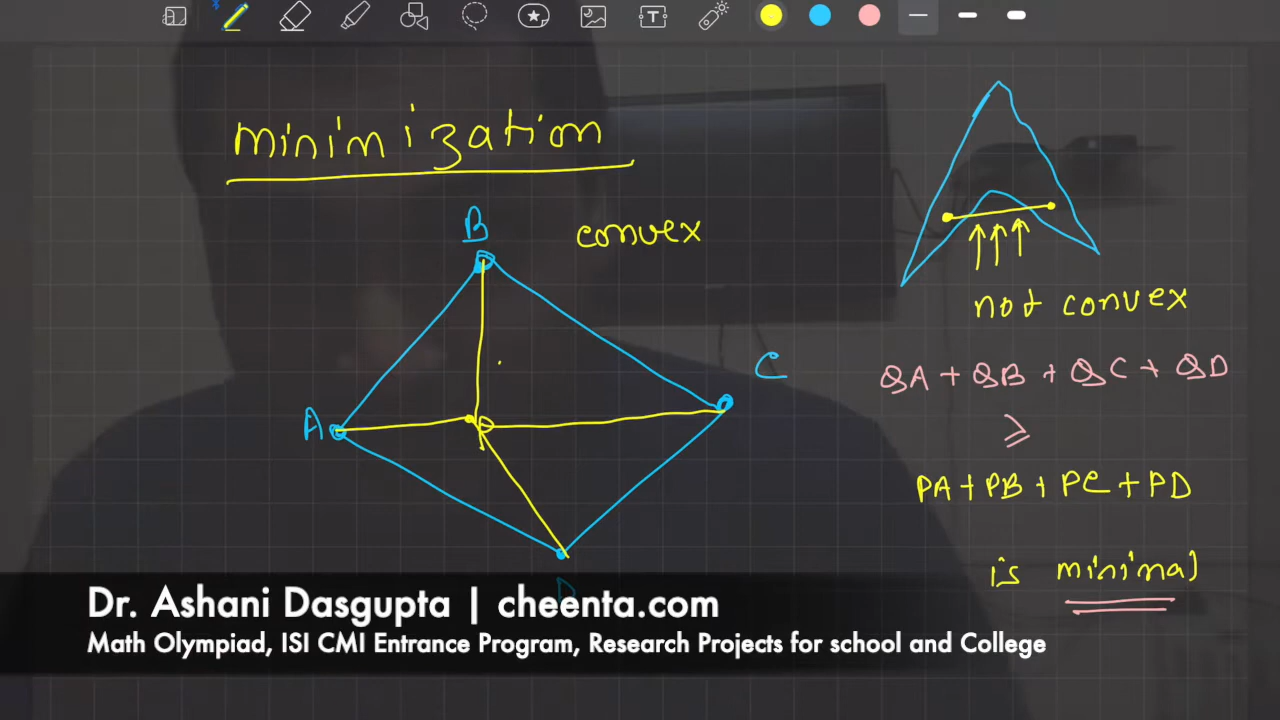 minimization
B
convex
not convex
C
QA + QB + QC + QD
A
≥
PA + PB + PC + PD
is minimal
D
Dr. Ashani Dasgupta | cheenta.com
Math Olympiad, ISI CMI Entrance Program, Research Projects for school and College